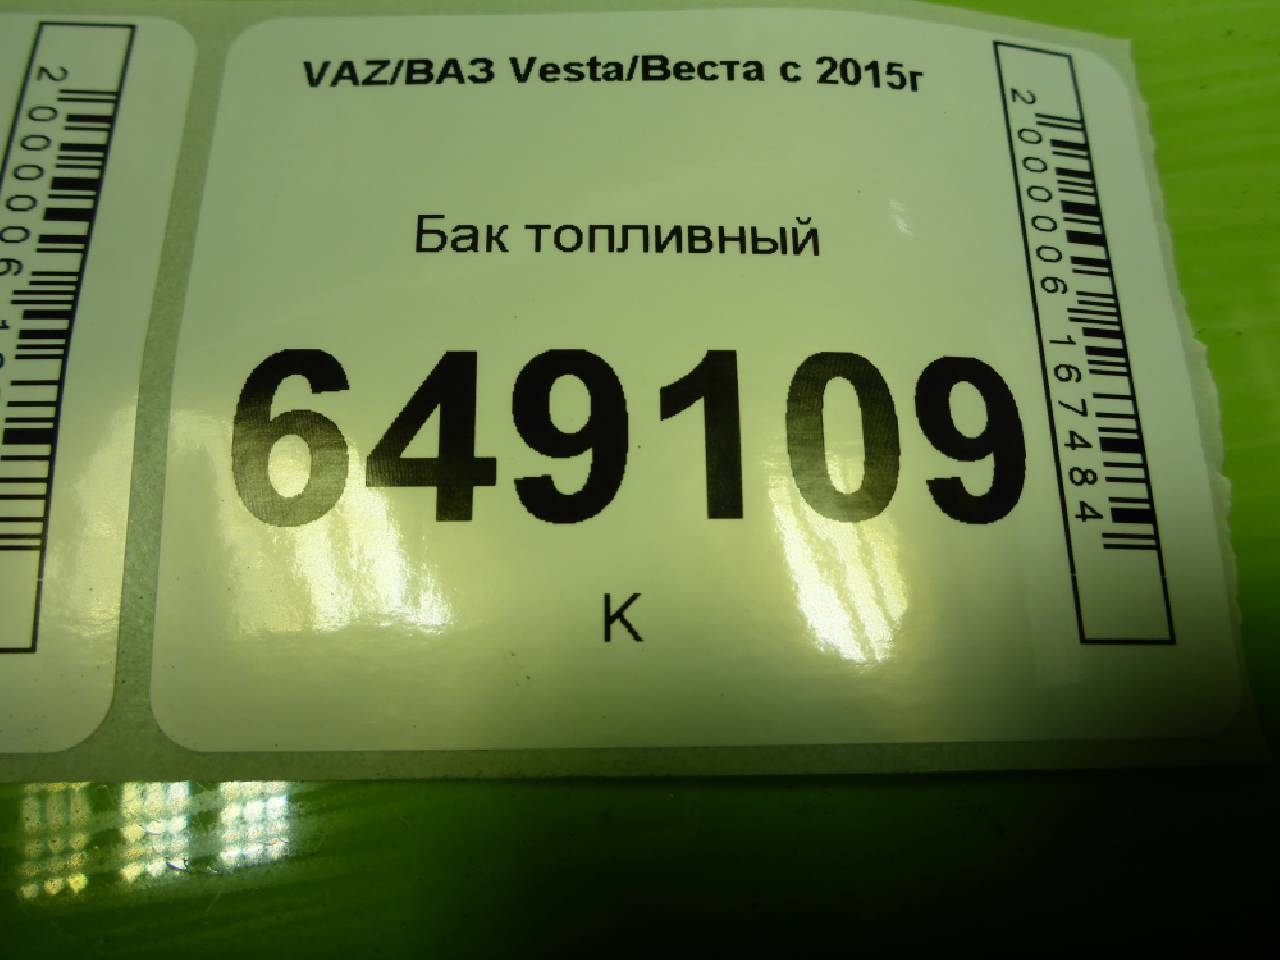 VAZ/ВАЗ Vesta/Веста с 2015г
Бак топливный
649109
К
2000006167484